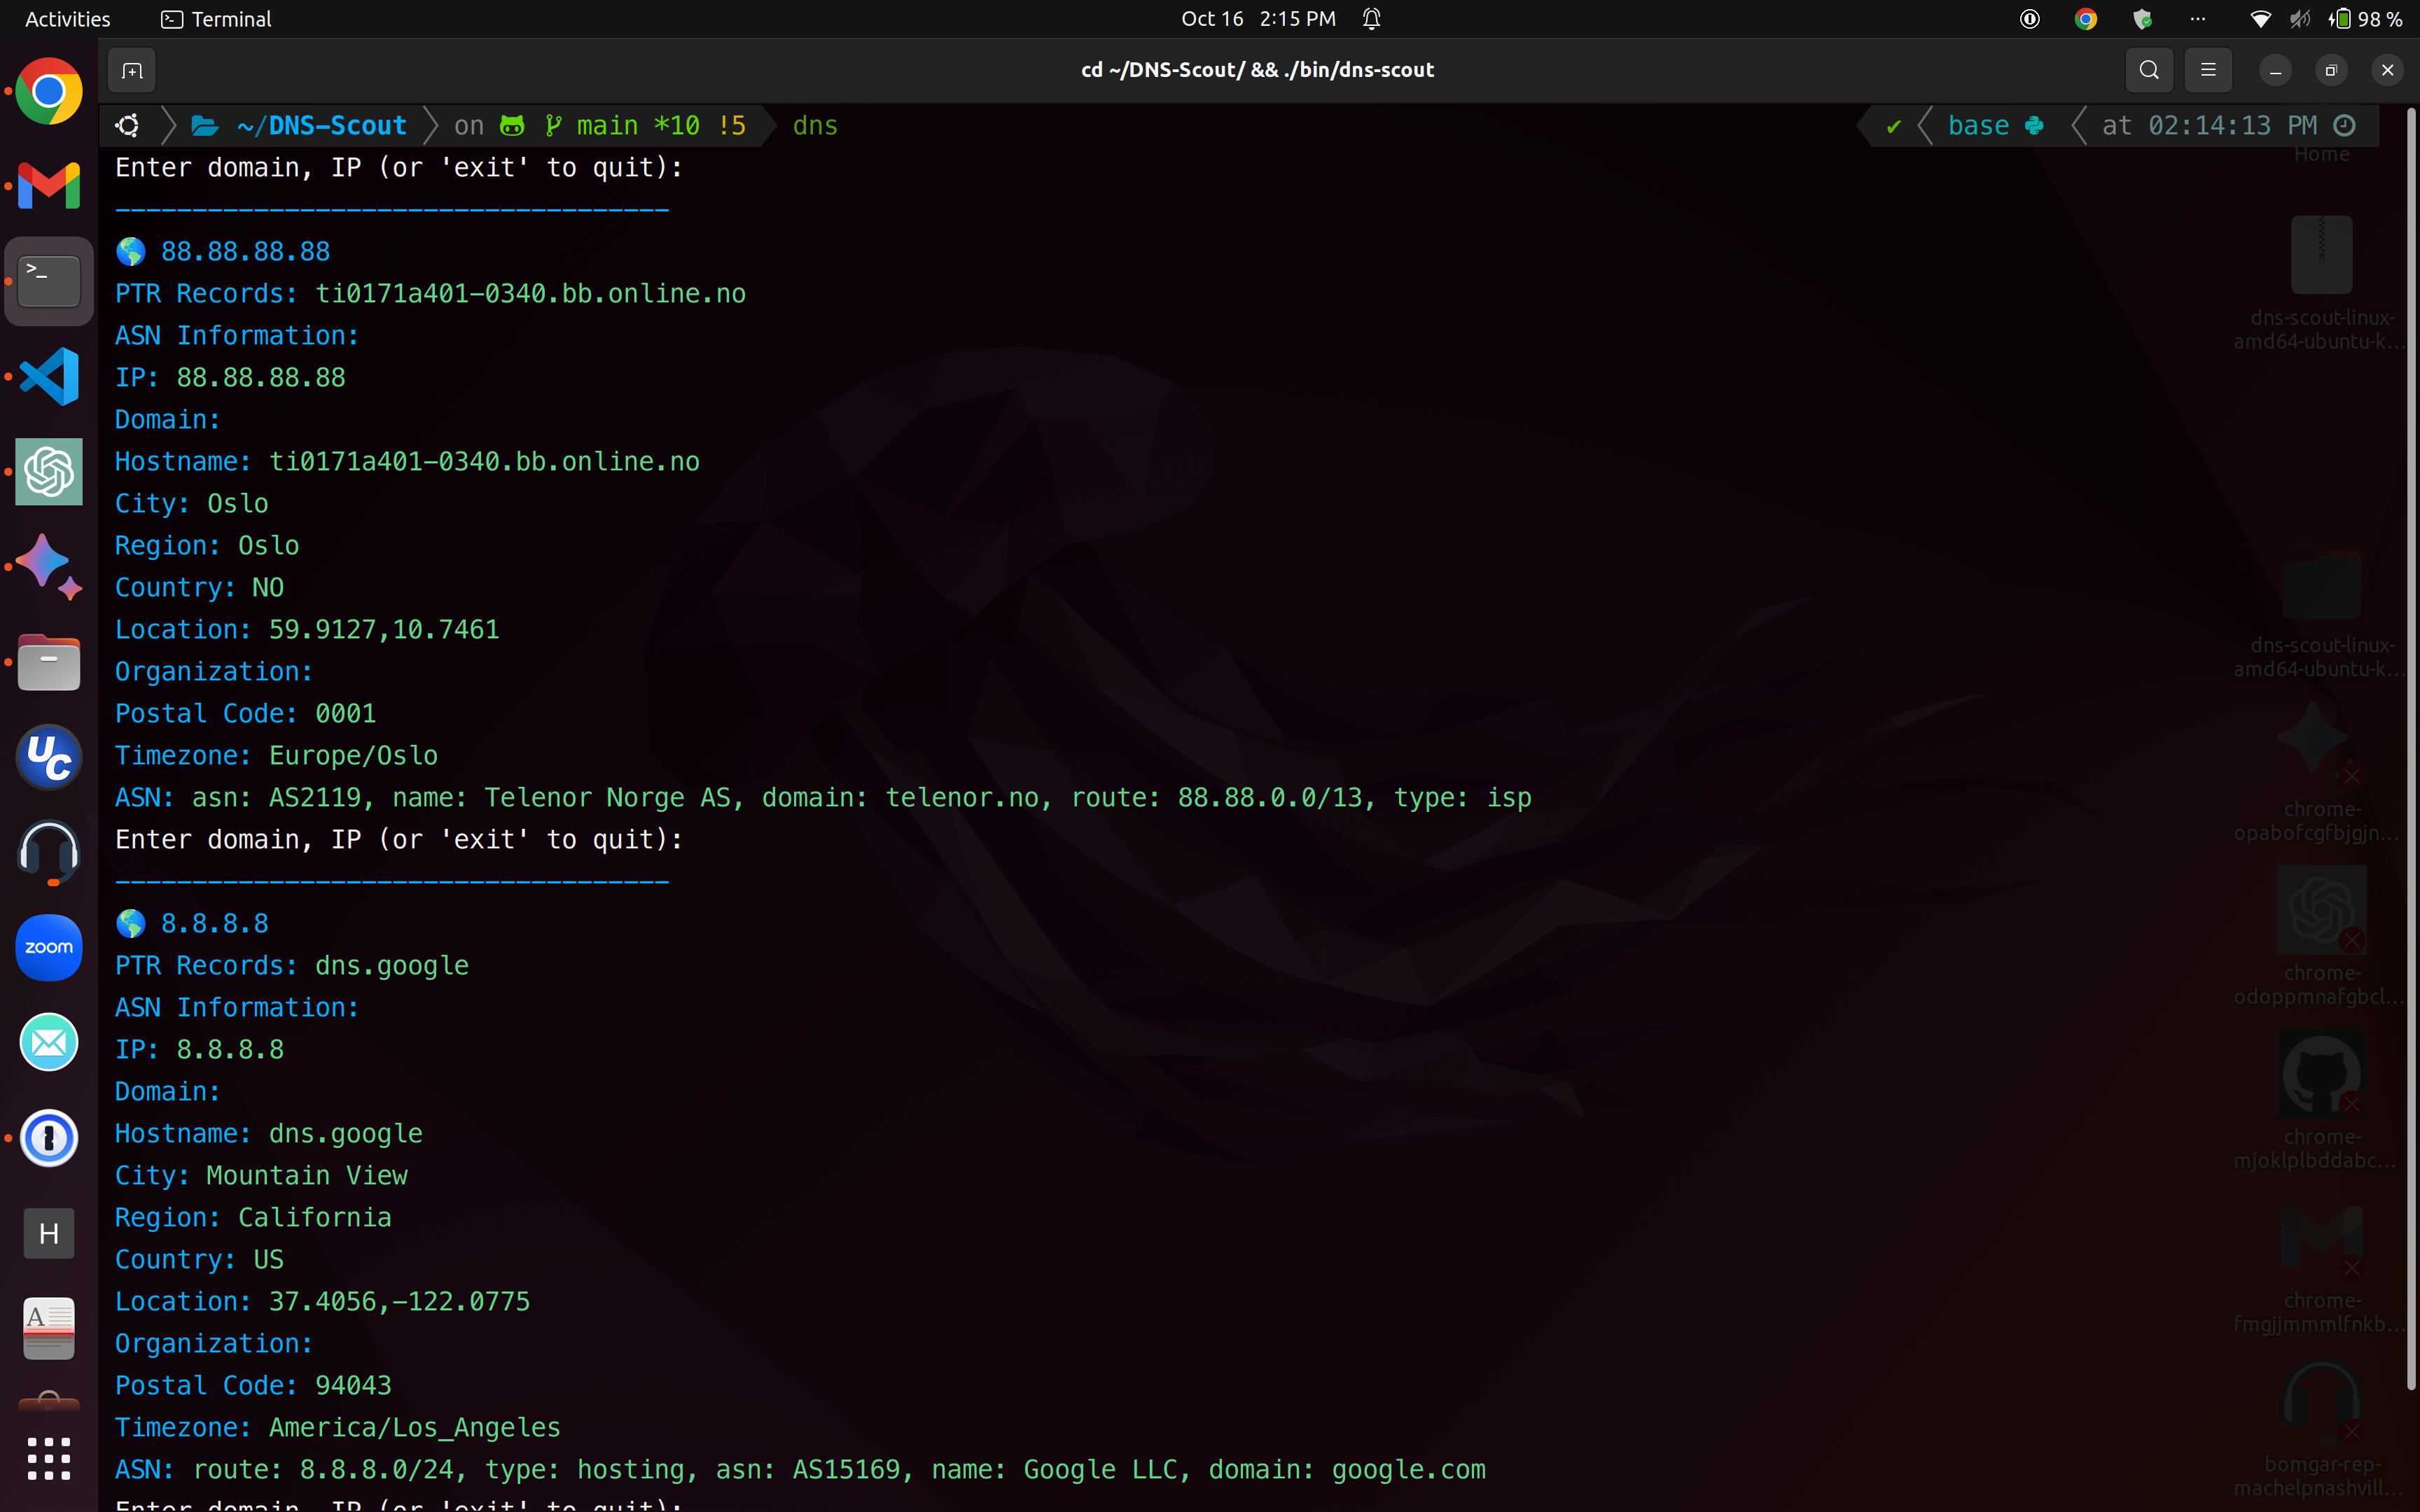 Activities Terminal Oct 16 2:15 PM 98 %
cd ~/DNS-Scout/ && ./bin/dns-scout
~/DNS-Scout on main *10 !5 dns ✔ base at 02:14:13 PM
Home
Enter domain, IP (or 'exit' to quit):
------------------------------------
88.88.88.88
PTR Records: ti0171a401-0340.bb.online.no
ASN Information:
IP: 88.88.88.88
Domain:
Hostname: ti0171a401-0340.bb.online.no
City: Oslo
Region: Oslo
Country: NO
Location: 59.9127,10.7461
Organization:
Postal Code: 0001
Timezone: Europe/Oslo
ASN: asn: AS2119, name: Telenor Norge AS, domain: telenor.no, route: 88.88.0.0/13, type: isp
Enter domain, IP (or 'exit' to quit):
------------------------------------
8.8.8.8
PTR Records: dns.google
ASN Information:
IP: 8.8.8.8
Domain:
Hostname: dns.google
City: Mountain View
Region: California
Country: US
Location: 37.4056,-122.0775
Organization:
Postal Code: 94043
Timezone: America/Los_Angeles
ASN: route: 8.8.8.0/24, type: hosting, asn: AS15169, name: Google LLC, domain: google.com
Enter domain, IP (or 'exit' to quit):
>_
UC
zoom
H
A
dns-scout-linux-
amd64-ubuntu-k...
dns-scout-linux-
amd64-ubuntu-k...
chrome-
opabofcgfbjgjn...
chrome-
odoppmnafgbcl...
chrome-
mjoklplbddabc...
chrome-
fmgjjmmmlfnkb...
bomgar-rep-
machelpnashvill...